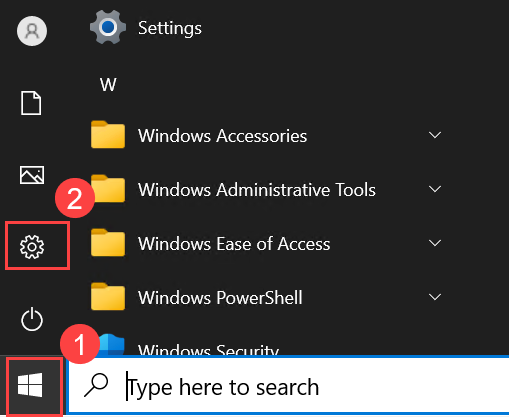 Settings
W
Windows Accessories
Windows Administrative Tools
2
Windows Ease of Access
Windows PowerShell
1
Windows Security
Type here to search